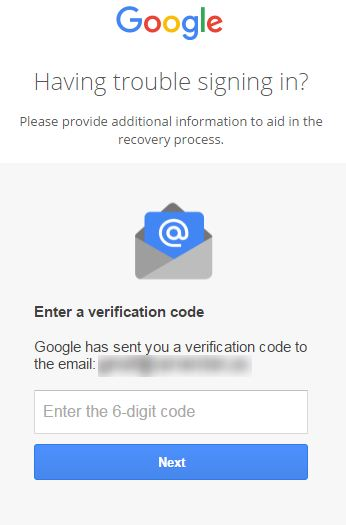 Google
Having trouble signing in?
Please provide additional information to aid in the
recovery process.
@
Enter a verification code
Google has sent you a verification code to
the email:
Enter the 6-digit code
Next